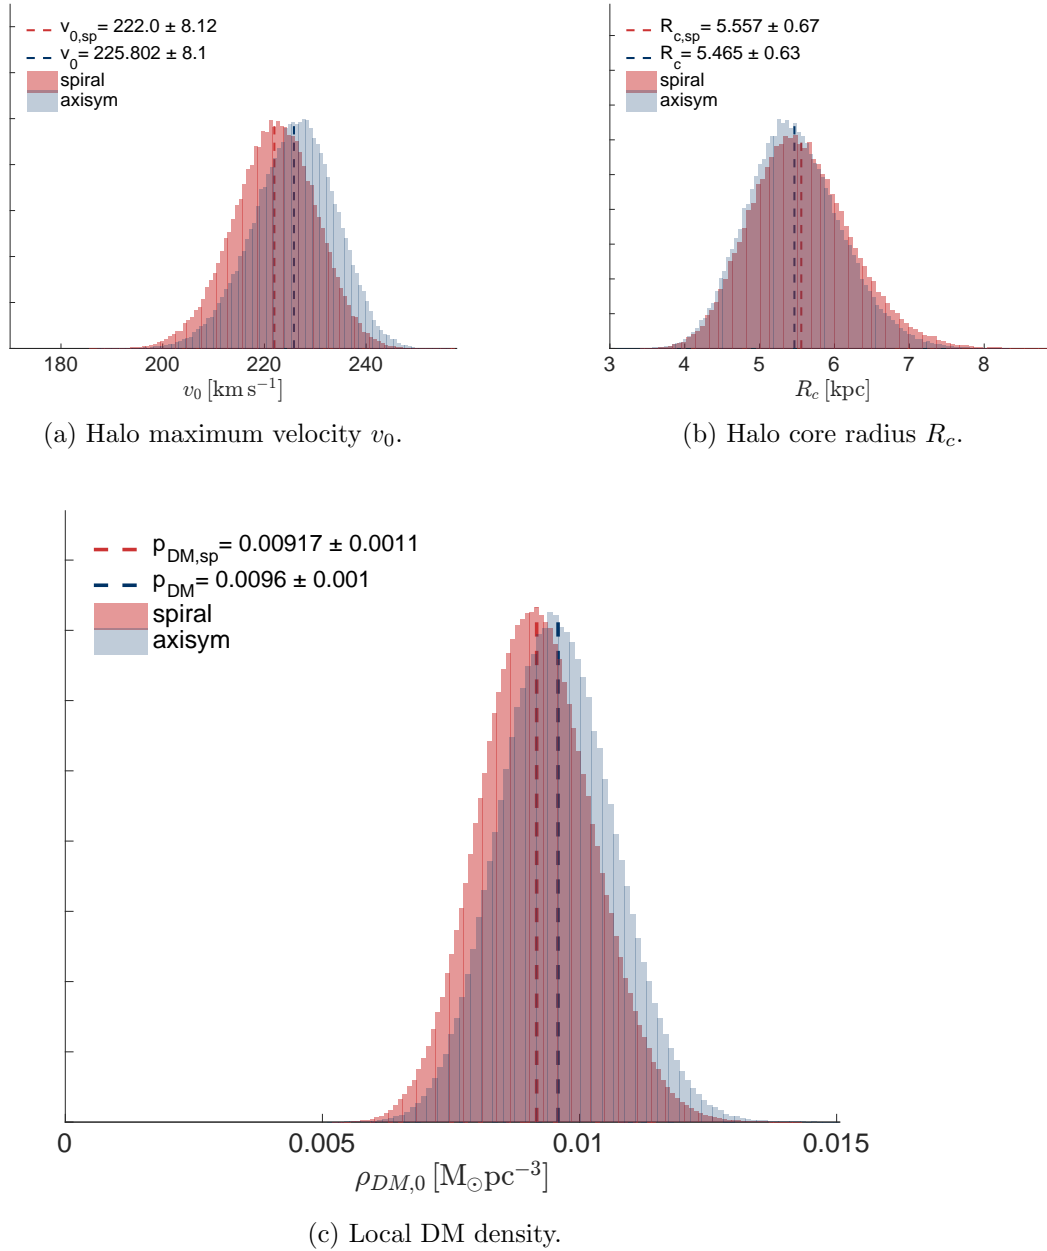 v0,sp= 222.0 ± 8.12
v0= 225.802 ± 8.1
spiral
axisym
180 200 220 240
v0 [km s−1]
(a) Halo maximum velocity v0.
Rc,sp= 5.557 ± 0.67
Rc= 5.465 ± 0.63
spiral
axisym
3 4 5 6 7 8
Rc [kpc]
(b) Halo core radius Rc.
pDM,sp= 0.00917 ± 0.0011
pDM= 0.0096 ± 0.001
spiral
axisym
0 0.005 0.01 0.015
ρDM,0 [M⊙pc−3]
(c) Local DM density.